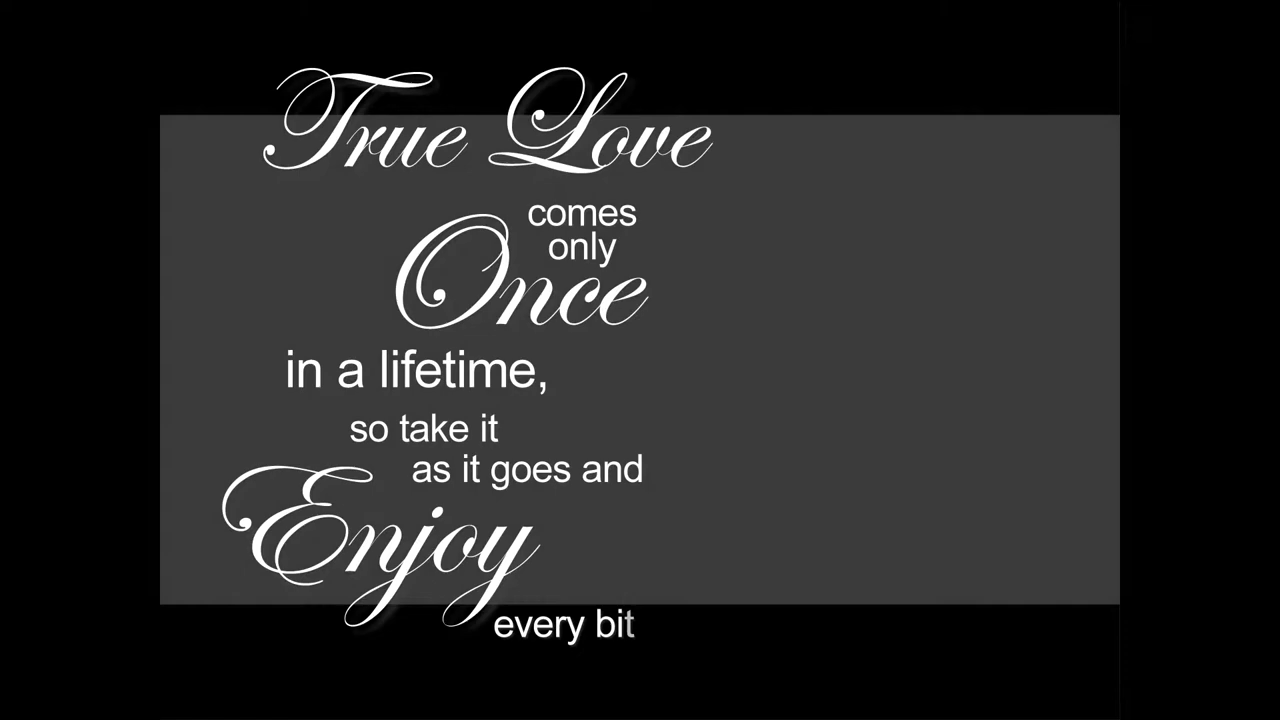 True Love
comes
only
Once
in a lifetime,
so take it
as it goes and
Enjoy
every bit